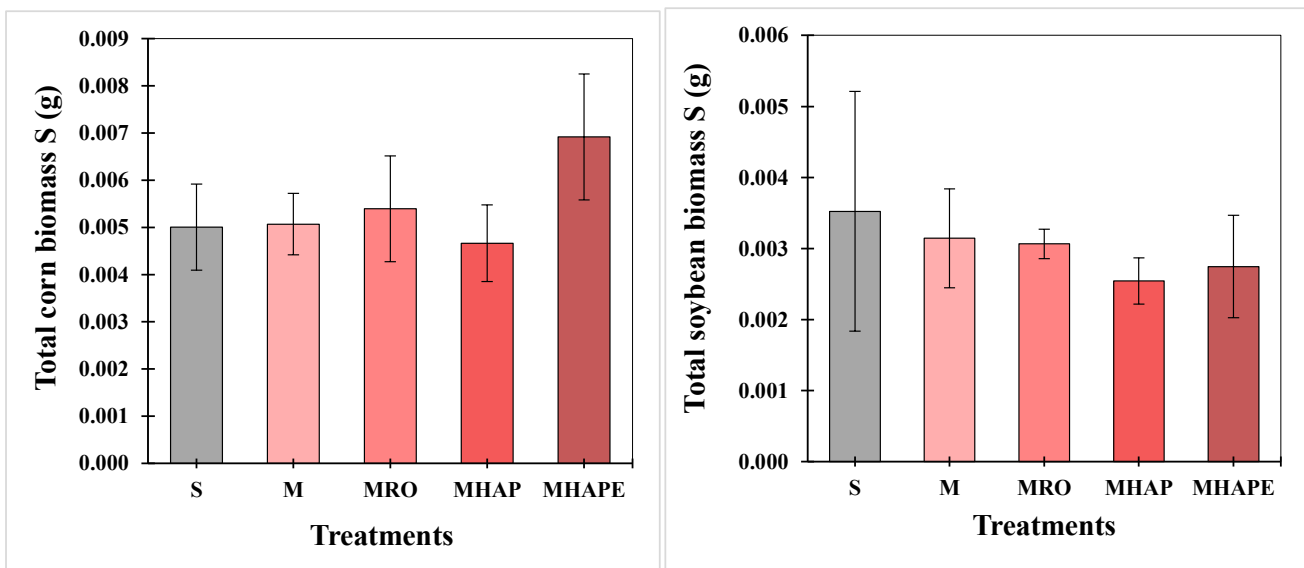 Total corn biomass S (g)
0.009
0.008
0.007
0.006
0.005
0.004
0.003
0.002
0.001
0.000
S M MRO MHAP MHAPE
Treatments
Total soybean biomass S (g)
0.006
0.005
0.004
0.003
0.002
0.001
0.000
S M MRO MHAP MHAPE
Treatments